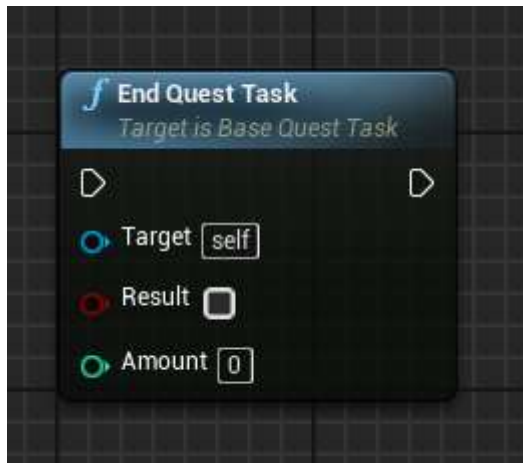 f End Quest Task
Target is Base Quest Task
Target self
Result
Amount 0